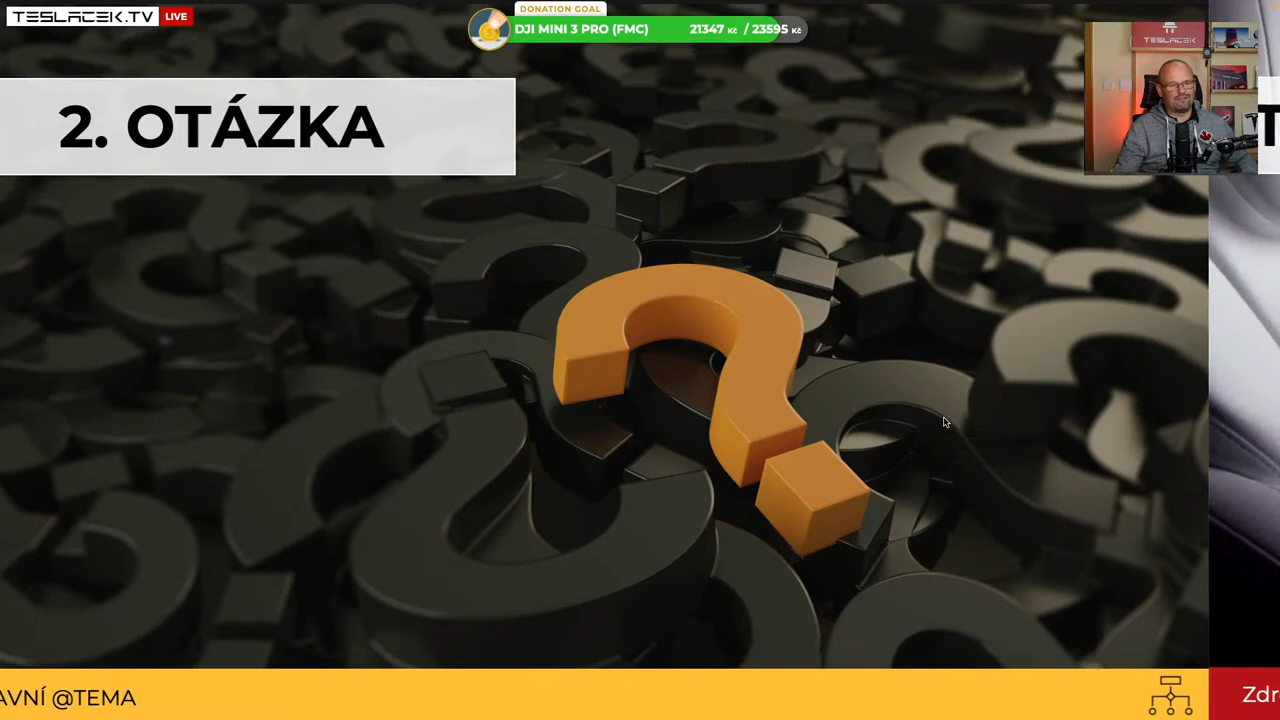 TESLACEK.TV LIVE
DONATION GOAL
DJI MINI 3 PRO (FMC) 21347 Kč / 23595 Kč
TESLACEK
2. OTÁZKA
T
AVNÍ @TEMA
Zdr